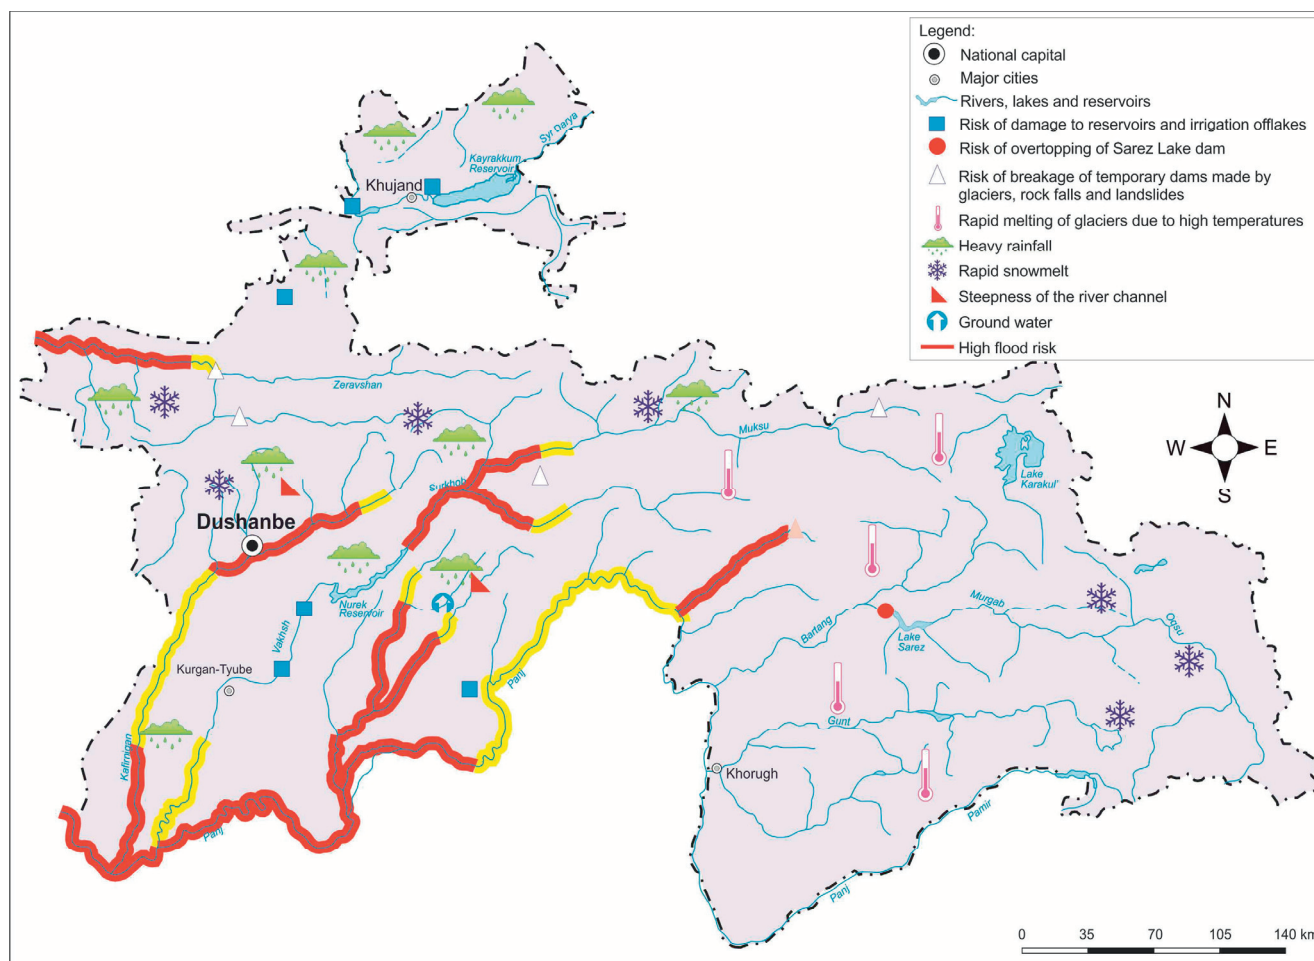 Legend:
National capital
Major cities
Rivers, lakes and reservoirs
Risk of damage to reservoirs and irrigation offlakes
Risk of overtopping of Sarez Lake dam
Risk of breakage of temporary dams made by
glaciers, rock falls and landslides
Rapid melting of glaciers due to high temperatures
Heavy rainfall
Rapid snowmelt
Steepness of the river channel
Ground water
High flood risk
Syr Darya
Kayrakkum
Reservoir
Khujand
Zeravshan
Muksu
N
W
E
S
Lake
Karakul'
Surkhob
Dushanbe
Nurek
Reservoir
Vakhsh
Kurgan-Tyube
Kafirnigan
Panj
Panj
Bartang
Lake
Sarez
Murgab
Oqsu
Gunt
Khorugh
Pamir
Panj
0
35
70
105
140 km